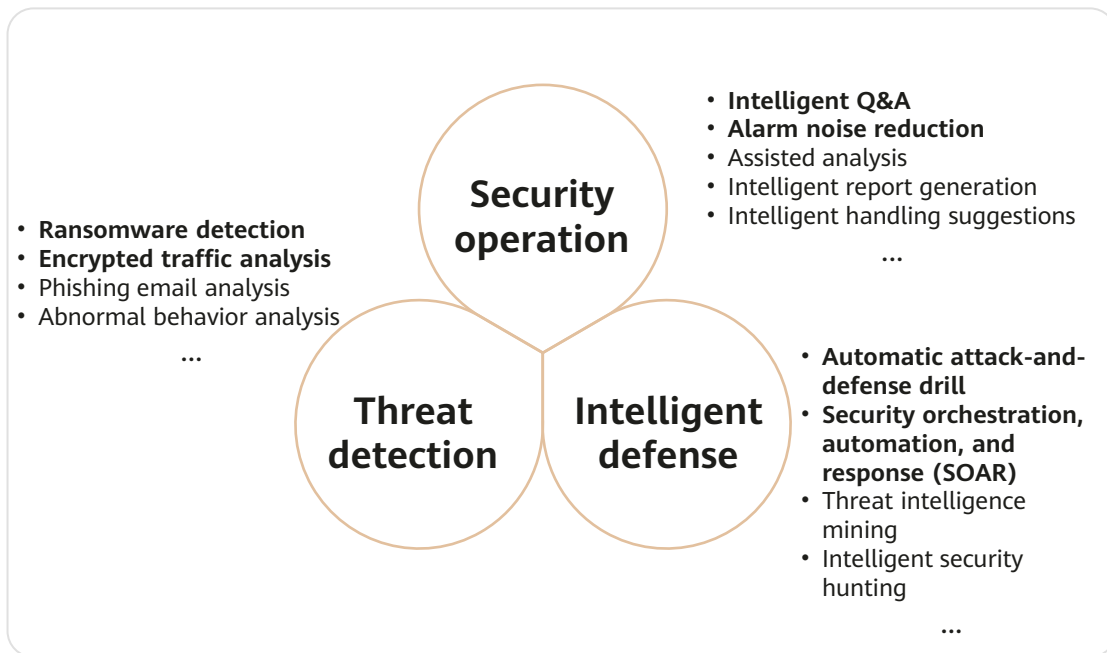 Security
operation
• Intelligent Q&A
• Alarm noise reduction
• Assisted analysis
• Intelligent report generation
• Intelligent handling suggestions
...
• Ransomware detection
• Encrypted traffic analysis
• Phishing email analysis
• Abnormal behavior analysis
...
Threat
detection
Intelligent
defense
• Automatic attack-and-
defense drill
• Security orchestration,
automation, and
response (SOAR)
• Threat intelligence
mining
• Intelligent security
hunting
...